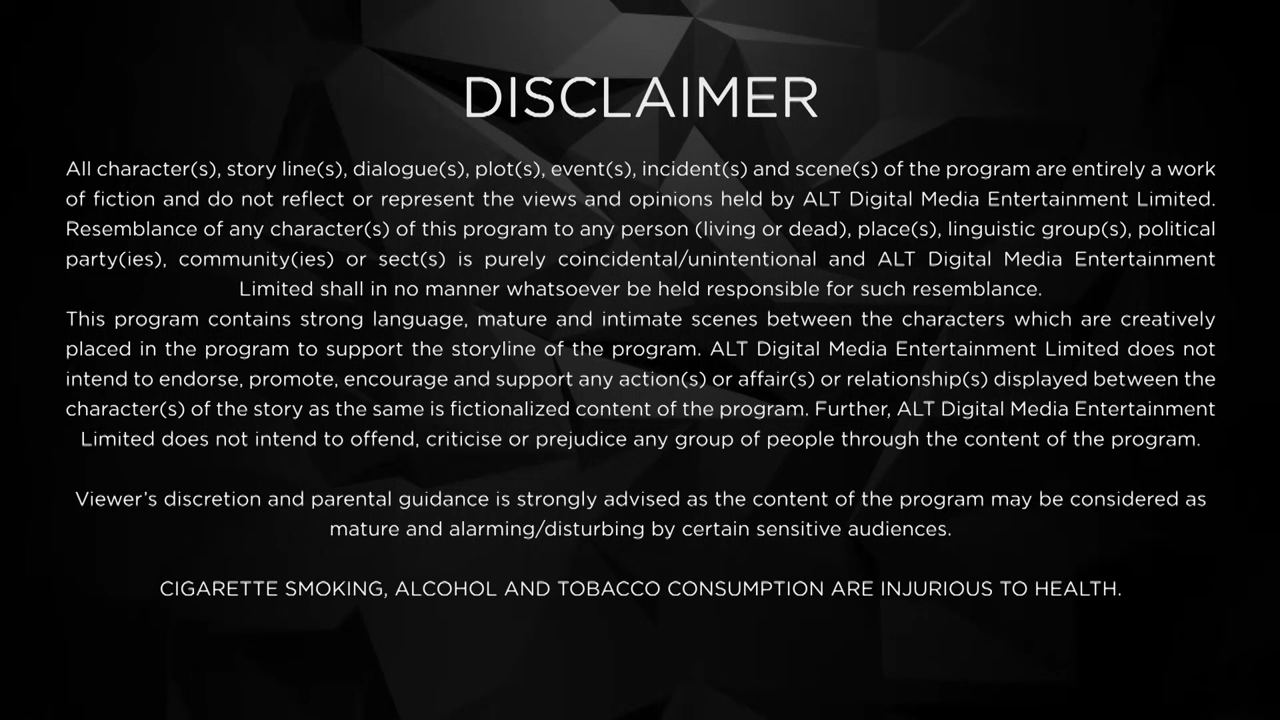 DISCLAIMER
All character(s), story line(s), dialogue(s), plot(s), event(s), incident(s) and scene(s) of the program are entirely a work
of fiction and do not reflect or represent the views and opinions held by ALT Digital Media Entertainment Limited.
Resemblance of any character(s) of this program to any person (living or dead), place(s), linguistic group(s), political
party(ies), community(ies) or sect(s) is purely coincidental/unintentional and ALT Digital Media Entertainment
Limited shall in no manner whatsoever be held responsible for such resemblance.
This program contains strong language, mature and intimate scenes between the characters which are creatively
placed in the program to support the storyline of the program. ALT Digital Media Entertainment Limited does not
intend to endorse, promote, encourage and support any action(s) or affair(s) or relationship(s) displayed between the
character(s) of the story as the same is fictionalized content of the program. Further, ALT Digital Media Entertainment
Limited does not intend to offend, criticise or prejudice any group of people through the content of the program.
Viewer's discretion and parental guidance is strongly advised as the content of the program may be considered as
mature and alarming/disturbing by certain sensitive audiences.
CIGARETTE SMOKING, ALCOHOL AND TOBACCO CONSUMPTION ARE INJURIOUS TO HEALTH.